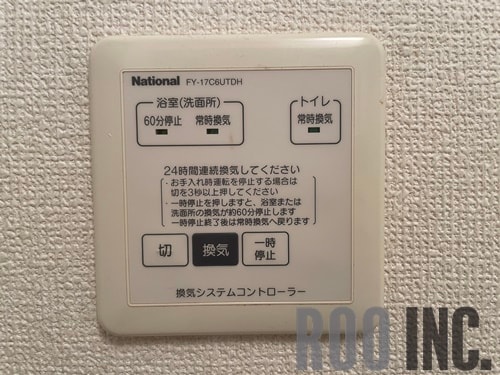 National FY-17C6UTDH
浴室(洗面所)
60分停止 常時換気
トイレ
常時換気
24時間連続換気してください
・お手入れ時運転を停止する場合は
切を3秒以上押してください
・一時停止を押しますと、浴室または
洗面所の換気が約60分停止します
・一時停止終了後は常時換気へ戻ります
切 換気 一時
停止
換気システムコントローラー
ROO INC.